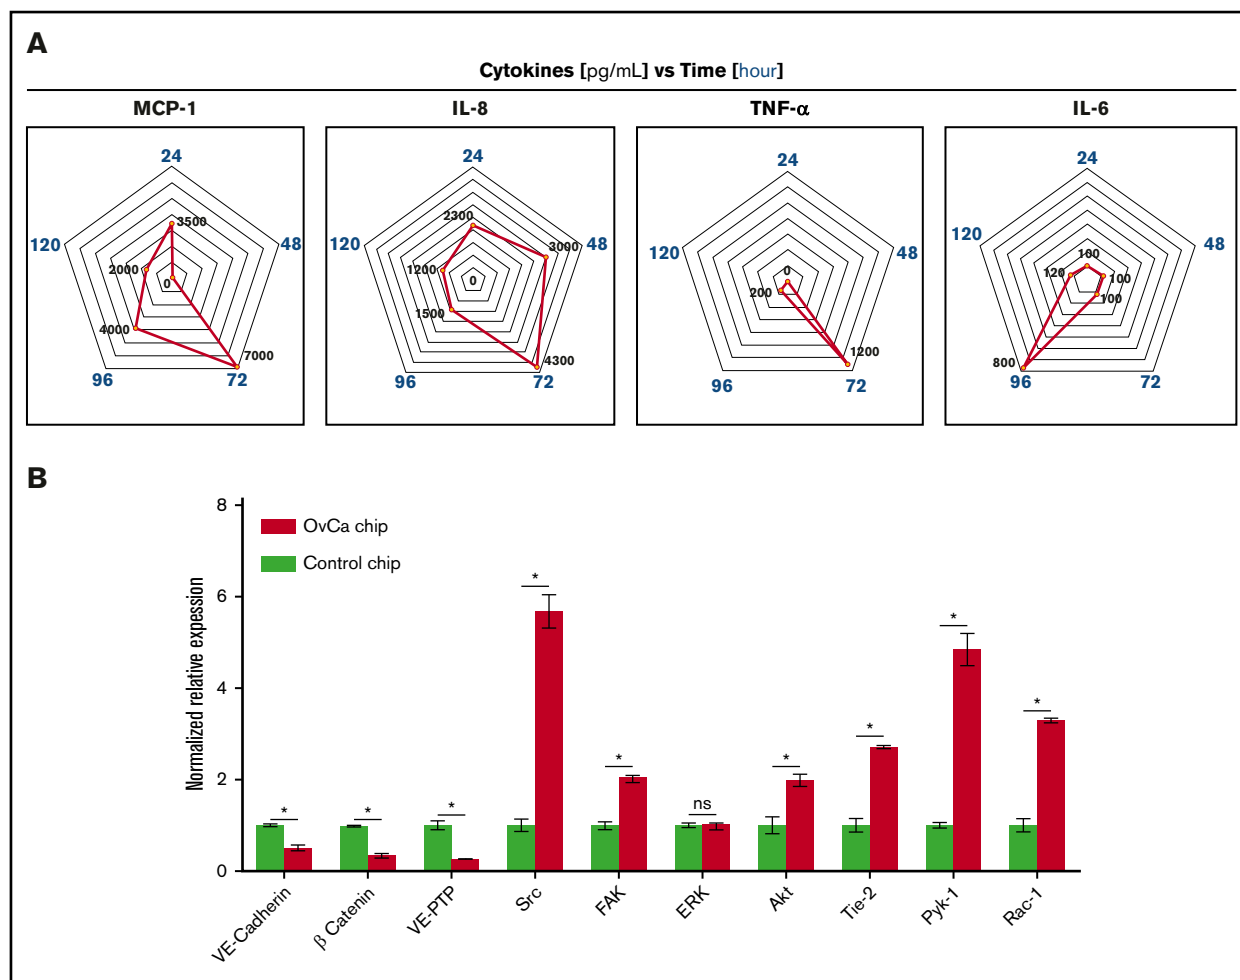 A
Cytokines [pg/mL] vs Time [hour]
MCP-1
24
48
72
96
120
3500
0
7000
4000
2000
IL-8
24
48
72
96
120
2300
3000
4300
1500
1200
0
TNF-α
24
48
72
96
120
0
1200
200
IL-6
24
48
72
96
120
100
100
100
800
120
B
Normalized relative expession
8
6
4
2
0
OvCa chip
Control chip
*
*
*
*
*
ns
*
*
*
*
VE-Cadherin
β Catenin
VE-PTP
Src
FAK
ERK
Akt
Tie-2
Pyk-1
Rac-1